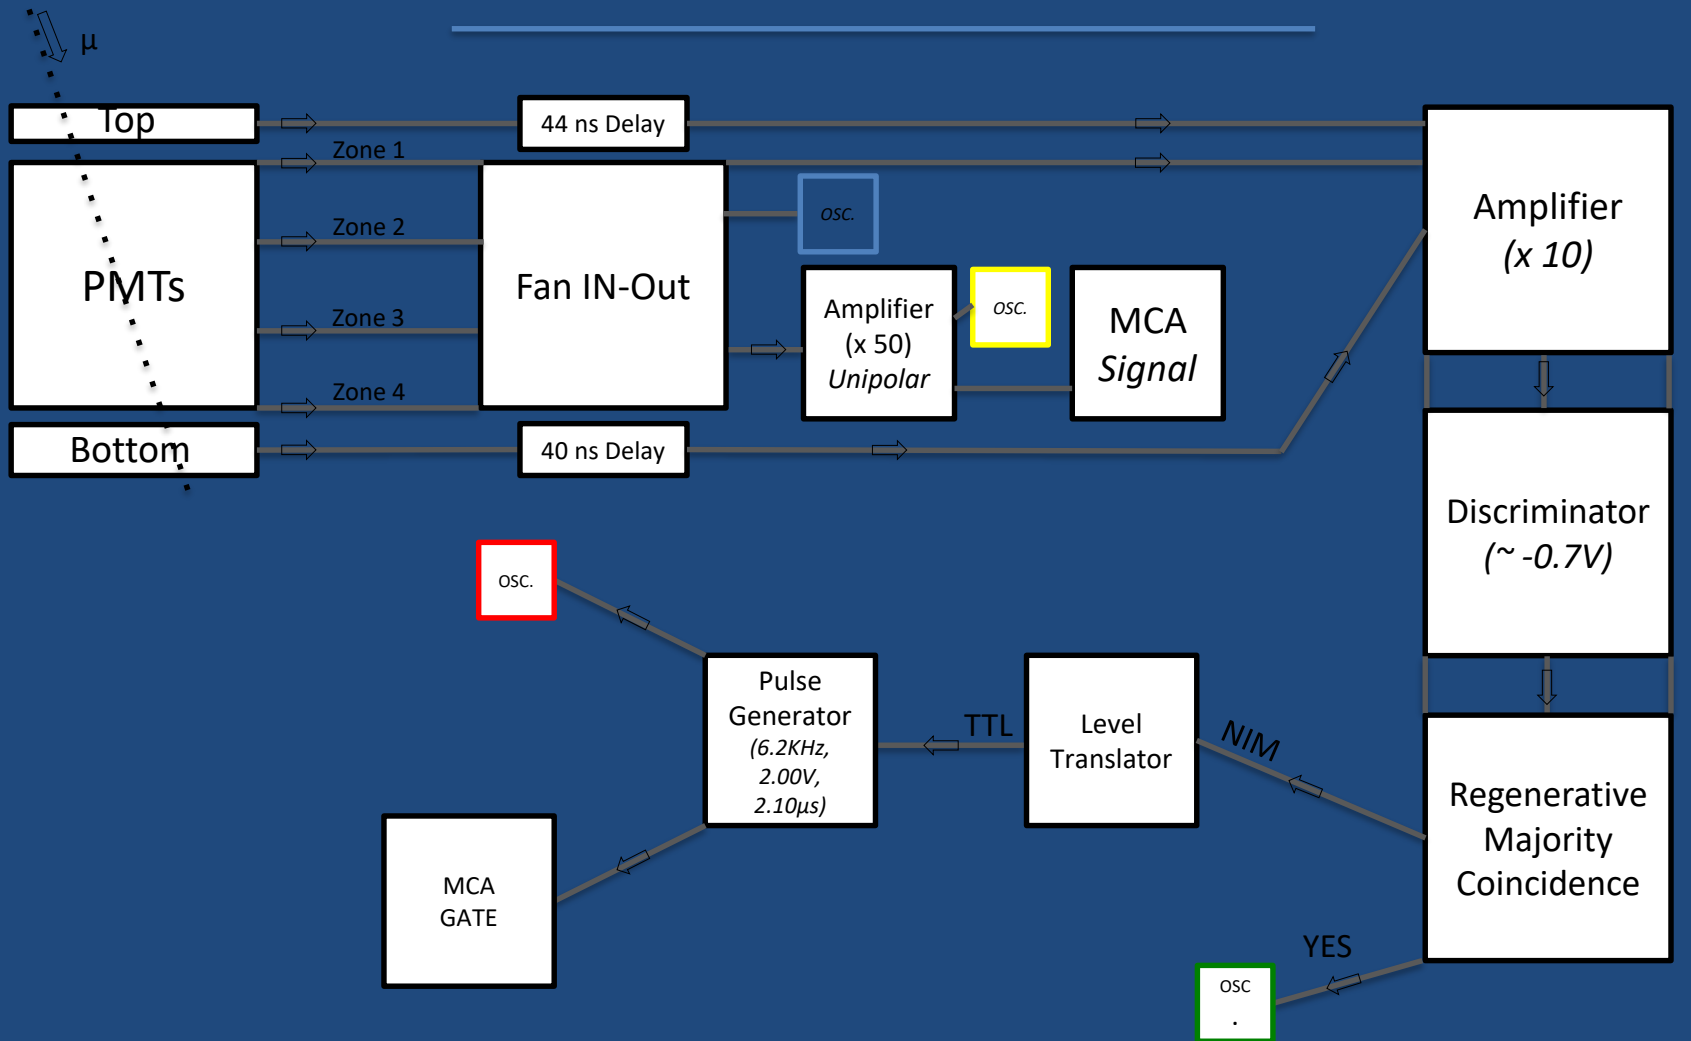 μ
Top
44 ns Delay
Zone 1
Zone 2
Zone 3
Zone 4
PMTs
Fan IN-Out
OSC.
Amplifier
(x 50)
Unipolar
OSC.
MCA
Signal
Amplifier
(x 10)
Bottom
40 ns Delay
Discriminator
(~ -0.7V)
OSC.
Pulse
Generator
(6.2KHz,
2.00V,
2.10μs)
TTL
Level
Translator
NIM
Regenerative
Majority
Coincidence
MCA
GATE
YES
OSC
.